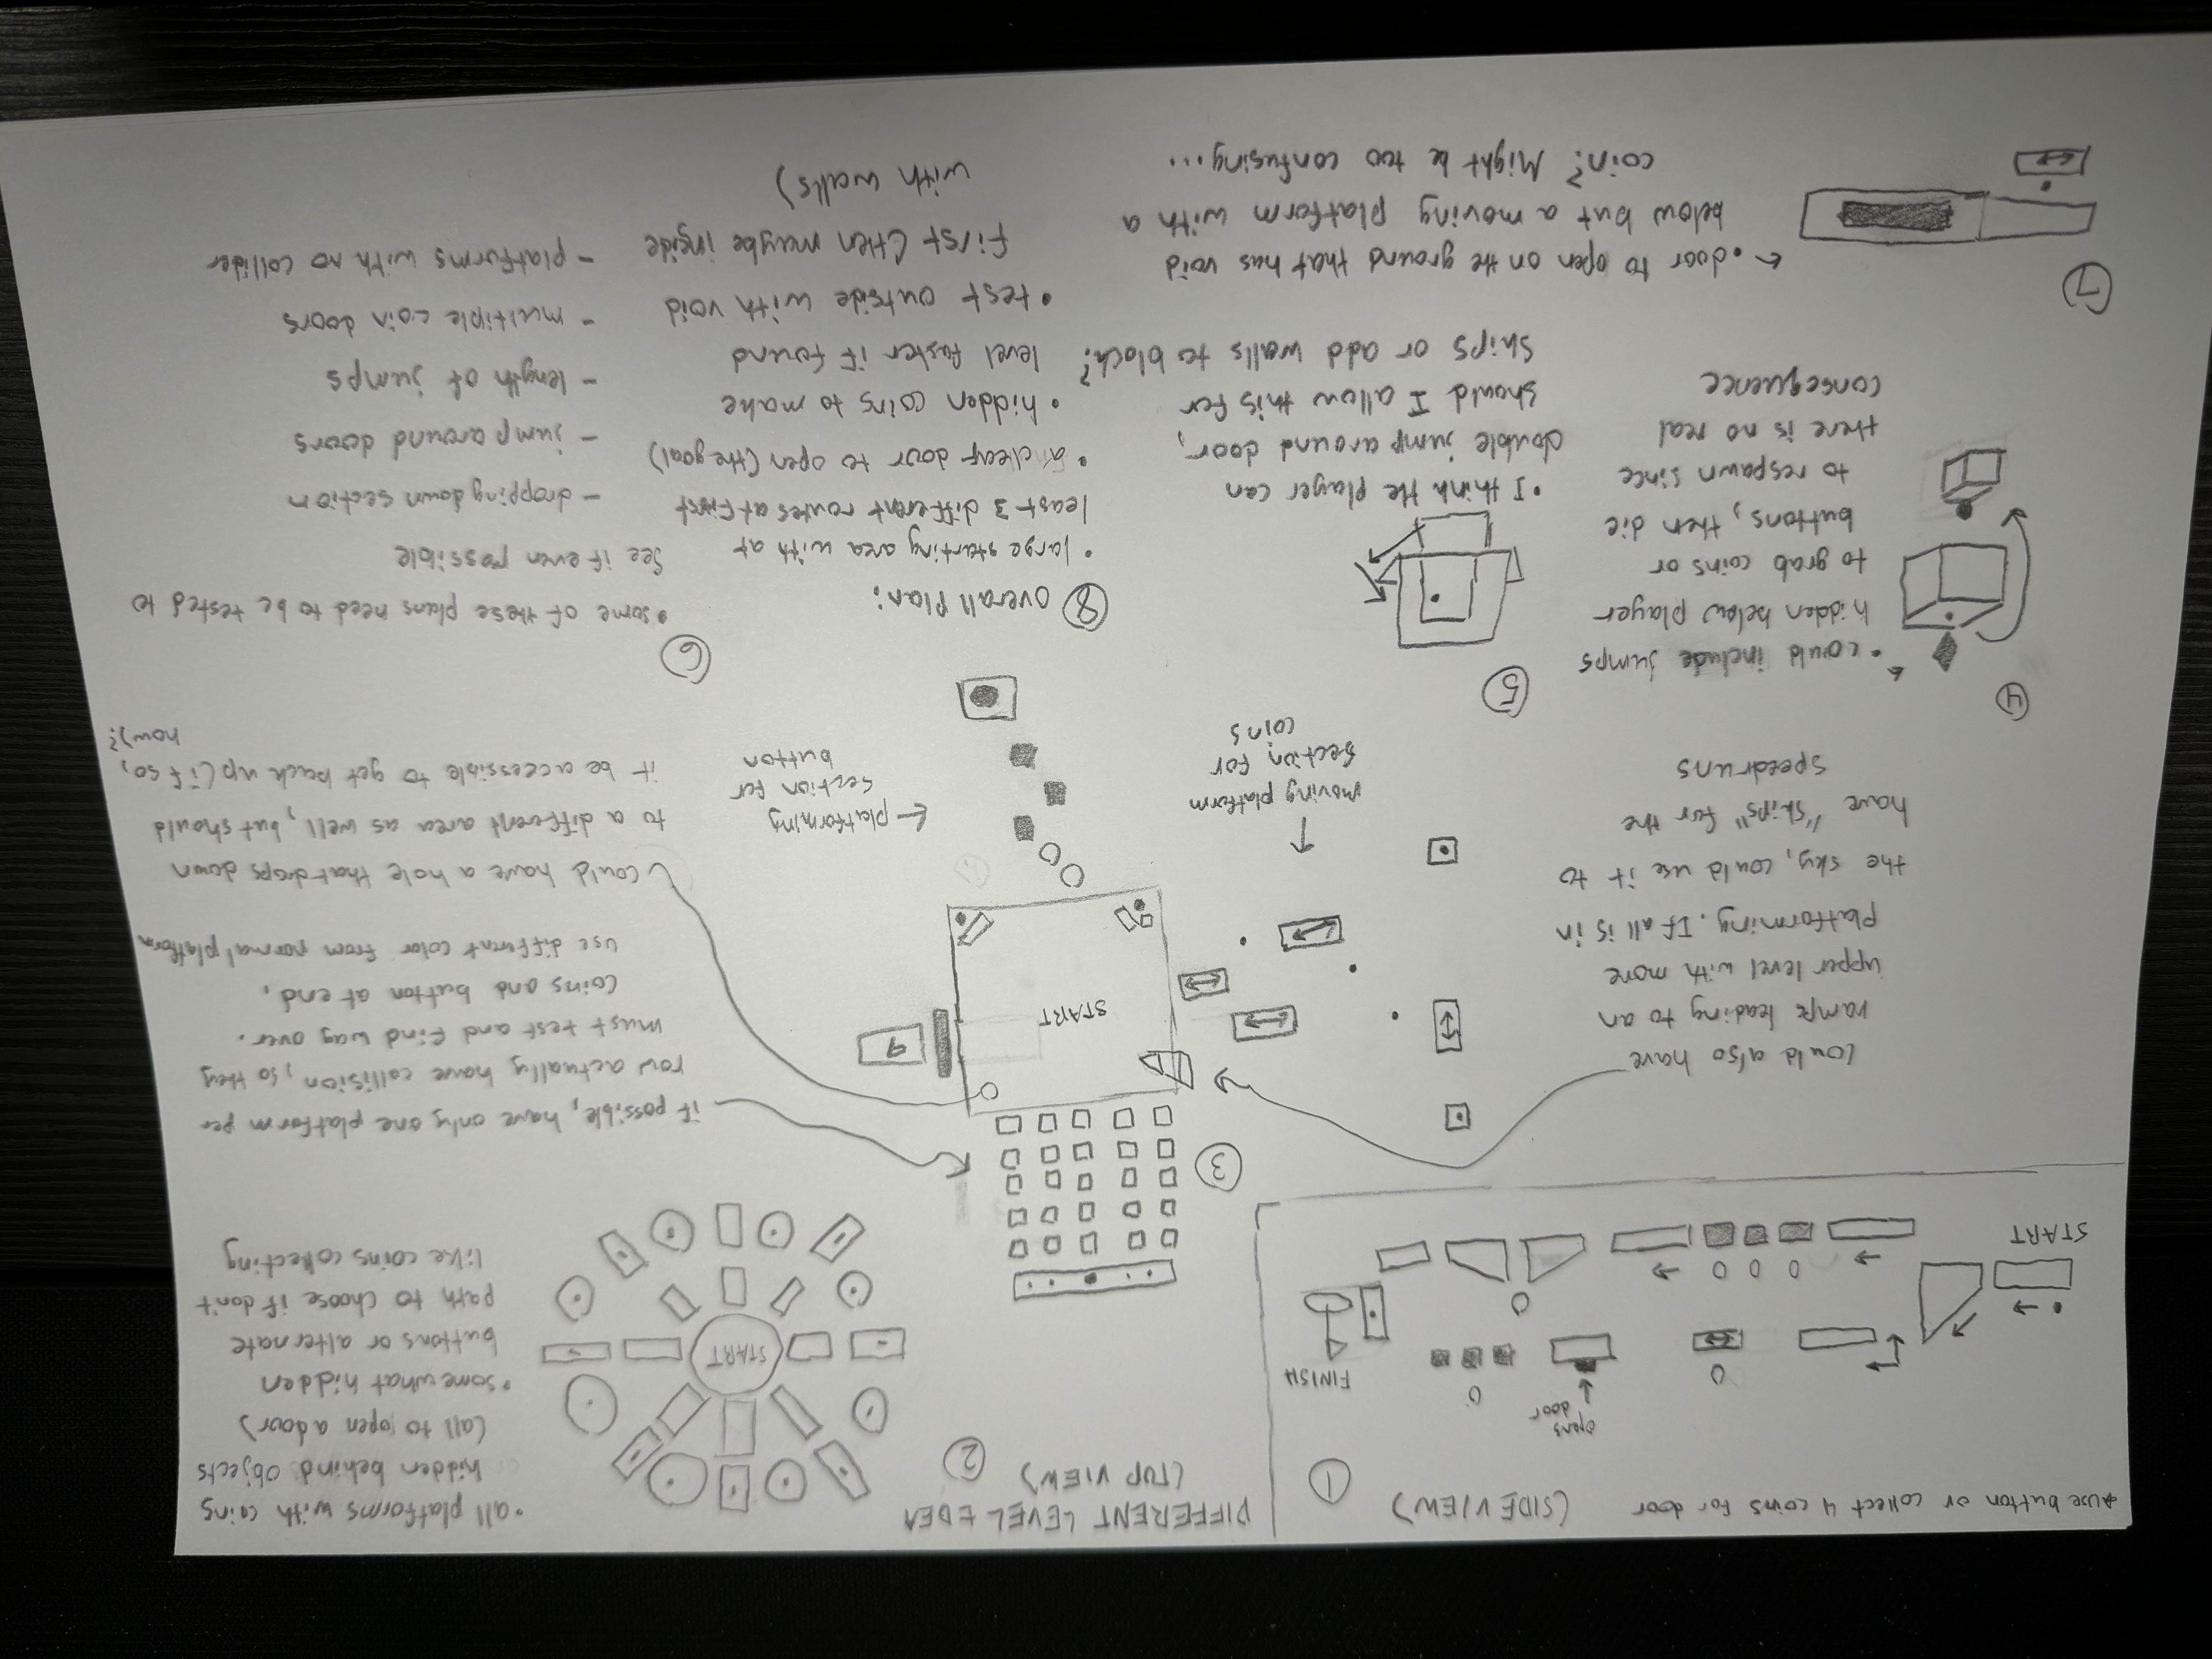 *Use button or collect 4 coins for door
(SIDE VIEW)
1
opens
door
FINISH
START
DIFFERENT LEVEL IDEA
(TOP VIEW)
2
START
•all platforms with coins
hidden behind objects
(all to open a door)
•somewhat hidden
buttons or alternate
path to choose if don't
like coins collecting
3
START
could also have
ramps leading to an
upper level with more
platforming. If all is in
the sky, could use it to
have "skips" for the
speedruns
moving platform
section for
coins
← platforming
section for
button
if possible, have only one platform per
row actually have collision, so they
must test and find way over.
coins and button at end.
use different color from normal platform
could have a hole that drops down
to a different area as well, but should
it be accessible to get back up (if so,
how)?
4
•could include jumps
hidden below player
to grab coins or
buttons, then die
to respawn since
there is no real
consequence
5
•I think the player can
double jump around door,
should I allow this for
skips or add walls to block?
6
•some of these plans need to be tested to
see if even possible
- dropping down section
- jump around doors
- length of jumps
- multiple coin doors
- platforms with no collider
7
← •door to open on the ground that has void
below but a moving platform with a
coin? Might be too confusing...
8 overall plan:
• large starting area with at
least 3 different routes at first
• a clear door to open (the goal)
• hidden coins to make
level faster if found
• test outside with void
first (then maybe inside
with walls)